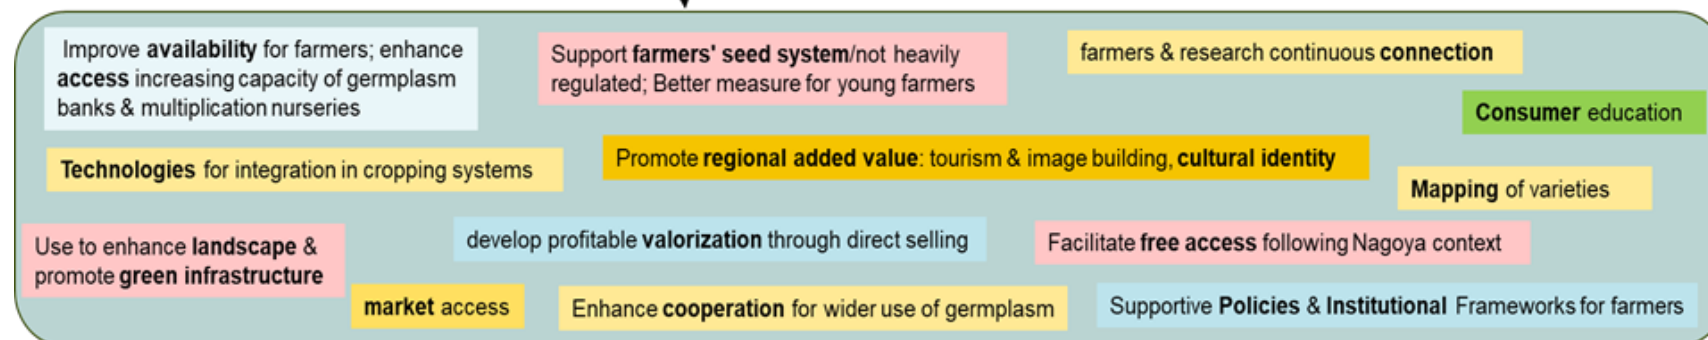 Improve availability for farmers; enhance
access increasing capacity of germplasm
banks & multiplication nurseries
Support farmers' seed system/not heavily
regulated; Better measure for young farmers
farmers & research continuous connection
Consumer education
Technologies for integration in cropping systems
Promote regional added value: tourism & image building, cultural identity
Mapping of varieties
Use to enhance landscape &
promote green infrastructure
develop profitable valorization through direct selling
Facilitate free access following Nagoya context
market access
Enhance cooperation for wider use of germplasm
Supportive Policies & Institutional Frameworks for farmers